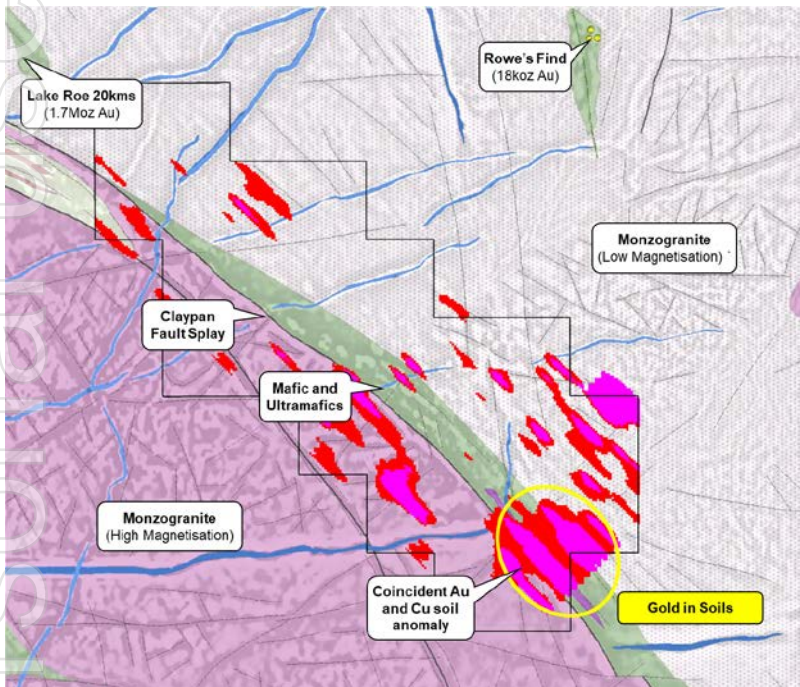 Rowe's Find
(18koz Au)
Lake Roe 20kms
(1.7Moz Au)
Monzogranite
(Low Magnetisation)
Claypan
Fault Splay
Mafic and
Ultramafics
Monzogranite
(High Magnetisation)
Coincident Au
and Cu soil
anomaly
Gold in Soils